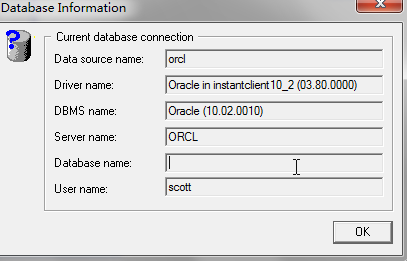 Database Information
Current database connection
Data source name: orcl
Driver name: Oracle in instantclient10_2 (03.80.0000)
DBMS name: Oracle (10.02.0010)
Server name: ORCL
Database name:
User name: scott
OK